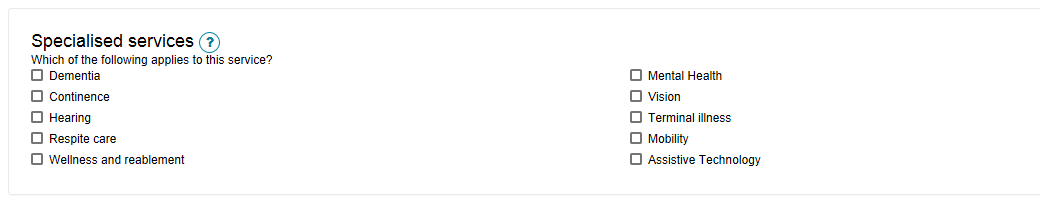 Specialised services ?
Which of the following applies to this service?
Dementia
Continence
Hearing
Respite care
Wellness and reablement
Mental Health
Vision
Terminal illness
Mobility
Assistive Technology